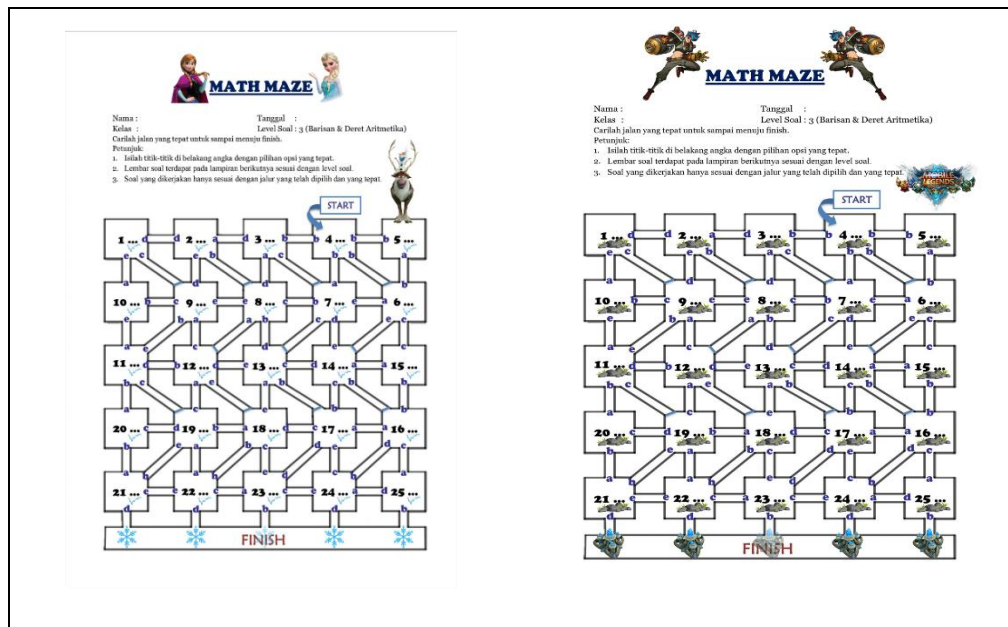 MATH MAZE
Nama :
Tanggal :
Kelas :
Level Soal : 3 (Barisan & Deret Aritmetika)
Carilah jalan yang tepat untuk sampai menuju finish.
Petunjuk:
1. Isilah titik-titik di belakang angka dengan pilihan opsi yang tepat.
2. Lembar soal terdapat pada lampiran berikutnya sesuai dengan level soal.
3. Soal yang dikerjakan hanya sesuai dengan jalur yang telah dipilih dan yang tepat
START
1 ... 2 ... 3 ... 4 ... 5 ...
10 ... 9 ... 8 ... 7 ... 6 ...
11 ... 12 ... 13 ... 14 ... 15 ...
20 ... 19 ... 18 ... 17 ... 16 ...
21 ... 22 ... 23 ... 24 ... 25 ...
FINISH
MATH MAZE
Nama :
Tanggal :
Kelas :
Level Soal : 3 (Barisan & Deret Aritmetika)
Carilah jalan yang tepat untuk sampai menuju finish.
Petunjuk:
1. Isilah titik-titik di belakang angka dengan pilihan opsi yang tepat.
2. Lembar soal terdapat pada lampiran berikutnya sesuai dengan level soal.
3. Soal yang dikerjakan hanya sesuai dengan jalur yang telah dipilih dan yang tepat.
MOBILE
LEGENDS
START
1 ... 2 ... 3 ... 4 ... 5 ...
10 ... 9 ... 8 ... 7 ... 6 ...
11 ... 12 ... 13 ... 14 ... 15 ...
20 ... 19 ... 18 ... 17 ... 16 ...
21 ... 22 ... 23 ... 24 ... 25 ...
FINISH